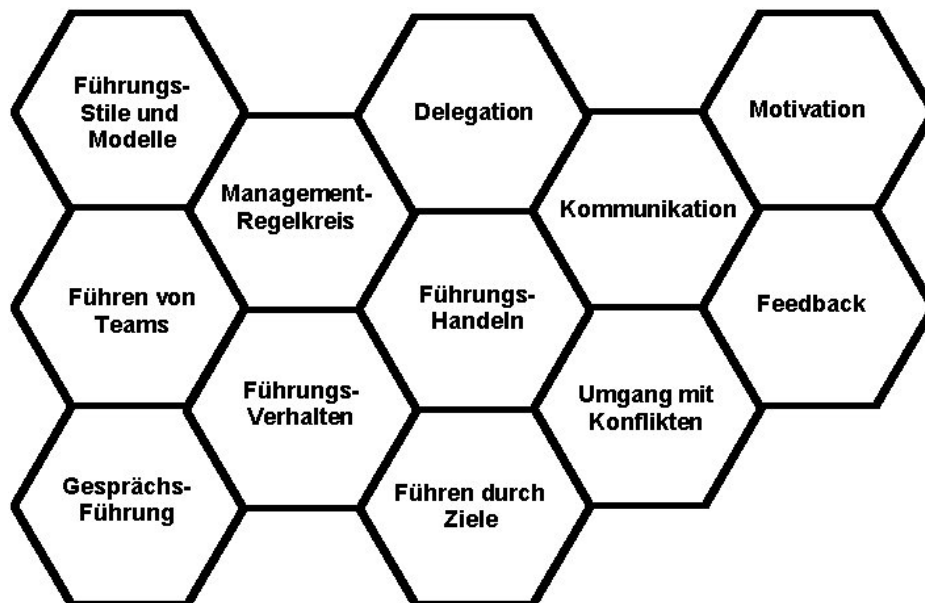 Führungs-
Stile und
Modelle
Delegation
Motivation
Management-
Regelkreis
Kommunikation
Führen von
Teams
Führungs-
Handeln
Feedback
Führungs-
Verhalten
Umgang mit
Konflikten
Gesprächs-
Führung
Führen durch
Ziele